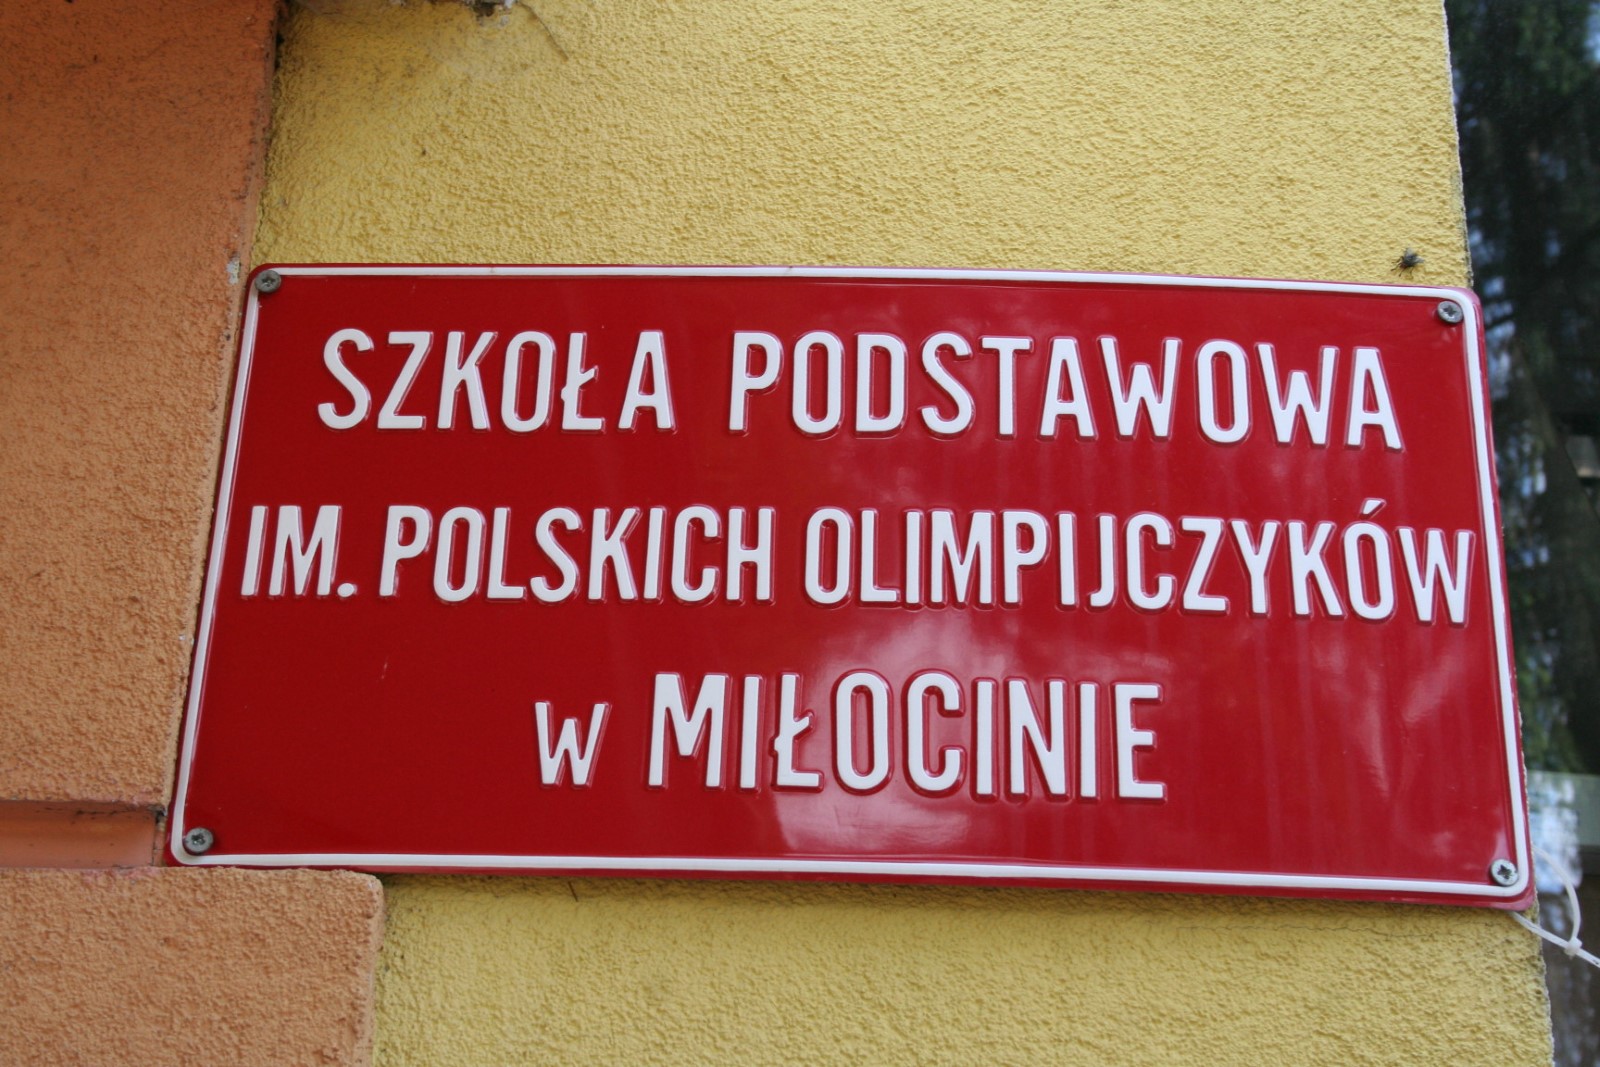 SZKOŁA PODSTAWOWA
IM. POLSKICH OLIMPIJCZYKÓW
w MIŁOCINIE